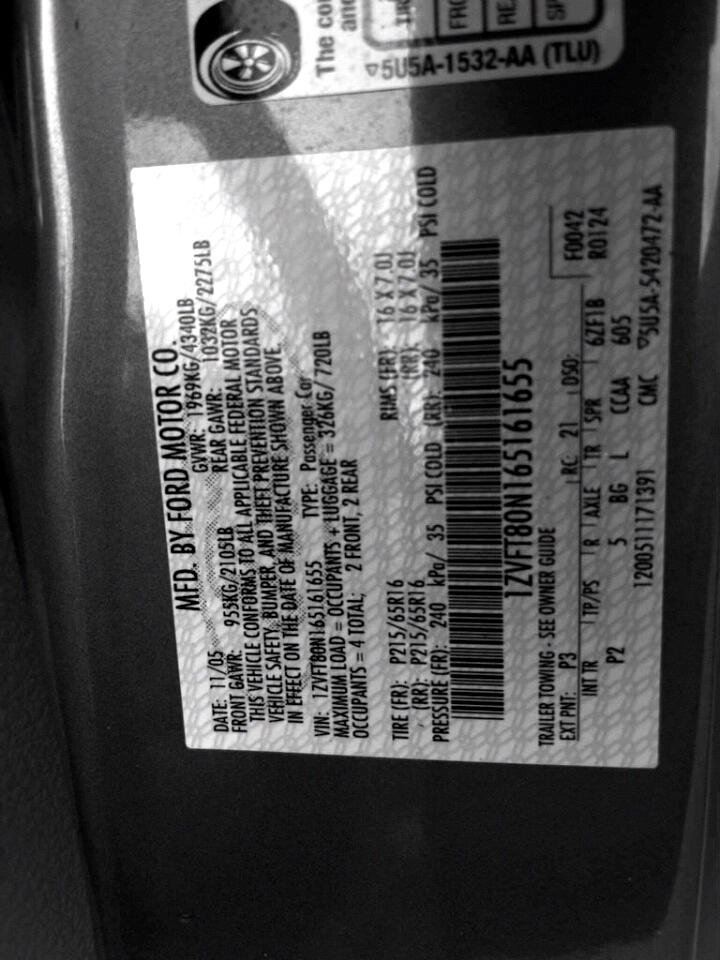 The co
and
TI
FRO
REA
SP
▽5U5A-1532-AA (TLU)
MFD. BY FORD MOTOR CO.
DATE: 11/05 GVWR: 1969KG/4340LB
FRONT GAWR: 955KG/2105LB REAR GAWR: 1032KG/2275LB
THIS VEHICLE CONFORMS TO ALL APPLICABLE FEDERAL MOTOR
VEHICLE SAFETY, BUMPER, AND THEFT PREVENTION STANDARDS
IN EFFECT ON THE DATE OF MANUFACTURE SHOWN ABOVE.
VIN: 1ZVFT80N165161655 TYPE: Passenger Car
MAXIMUM LOAD = OCCUPANTS + LUGGAGE = 326KG/720LB
OCCUPANTS = 4 TOTAL; 2 FRONT, 2 REAR
TIRE (FR): P215/65R16 RIMS (FR): 16 X 7.0J
(RR): P215/65R16 (RR): 16 X 7.0J
PRESSURE (FR): 240 kPa/ 35 PSI COLD (RR): 240 kPa/ 35 PSI COLD
1ZVFT80N165161655
TRAILER TOWING - SEE OWNER GUIDE
EXT PNT: P3 RC: 21 DSO: F0042
INT TR TP/PS R AXLE TR SPR 6ZF1B R0124
P2 5 BG L CCAA 605
1200511171391 CMC ▽5U5A-5420472-AA